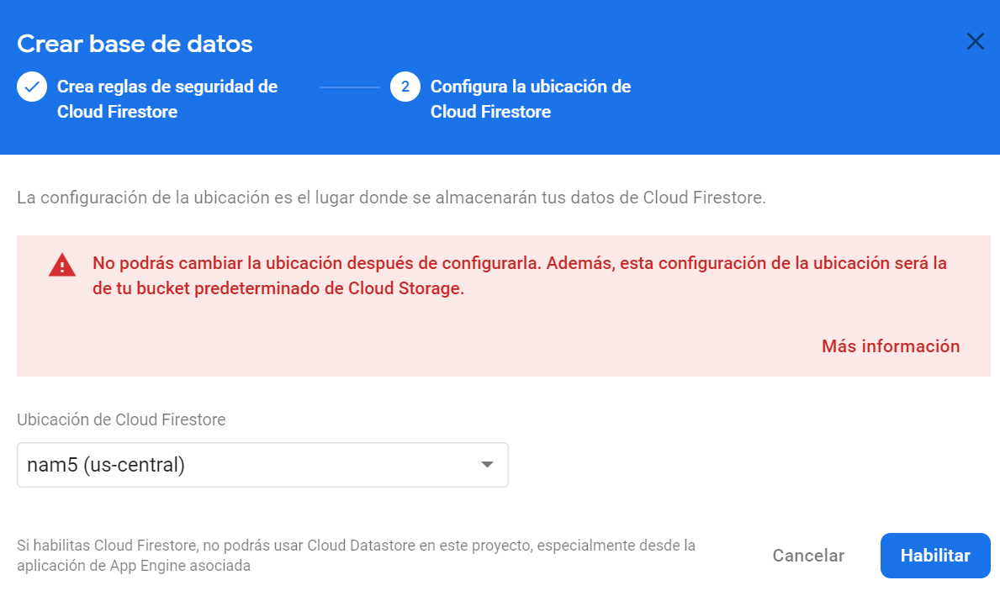 Crear base de datos
Crea reglas de seguridad de
Cloud Firestore
2
Configura la ubicación de
Cloud Firestore
La configuración de la ubicación es el lugar donde se almacenarán tus datos de Cloud Firestore.
No podrás cambiar la ubicación después de configurarla. Además, esta configuración de la ubicación será la
de tu bucket predeterminado de Cloud Storage.
Más información
Ubicación de Cloud Firestore
nam5 (us-central)
Si habilitas Cloud Firestore, no podrás usar Cloud Datastore en este proyecto, especialmente desde la
aplicación de App Engine asociada
Cancelar
Habilitar